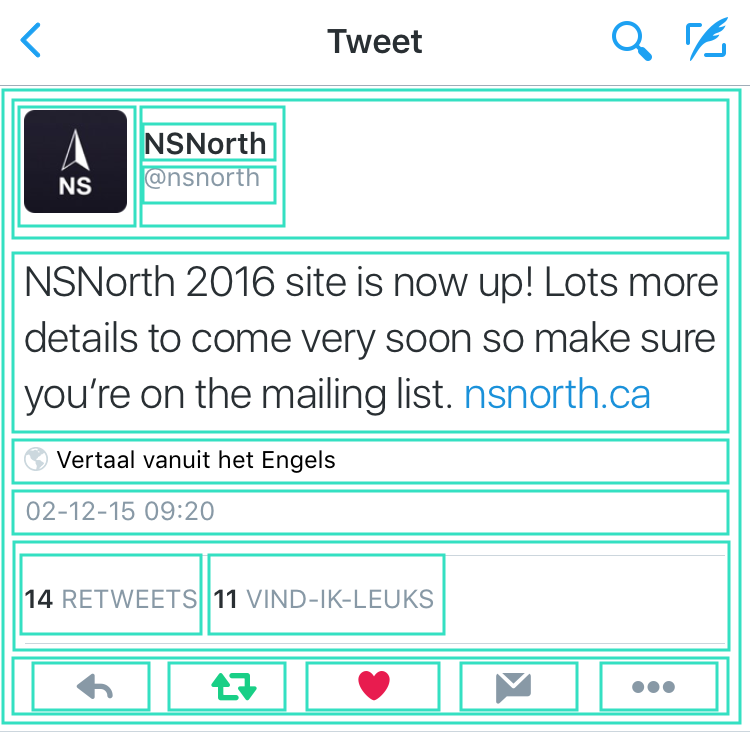 Tweet
NS
NSNorth
@nsnorth
NSNorth 2016 site is now up! Lots more
details to come very soon so make sure
you’re on the mailing list. nsnorth.ca
Vertaal vanuit het Engels
02-12-15 09:20
14 RETWEETS 11 VIND-IK-LEUKS